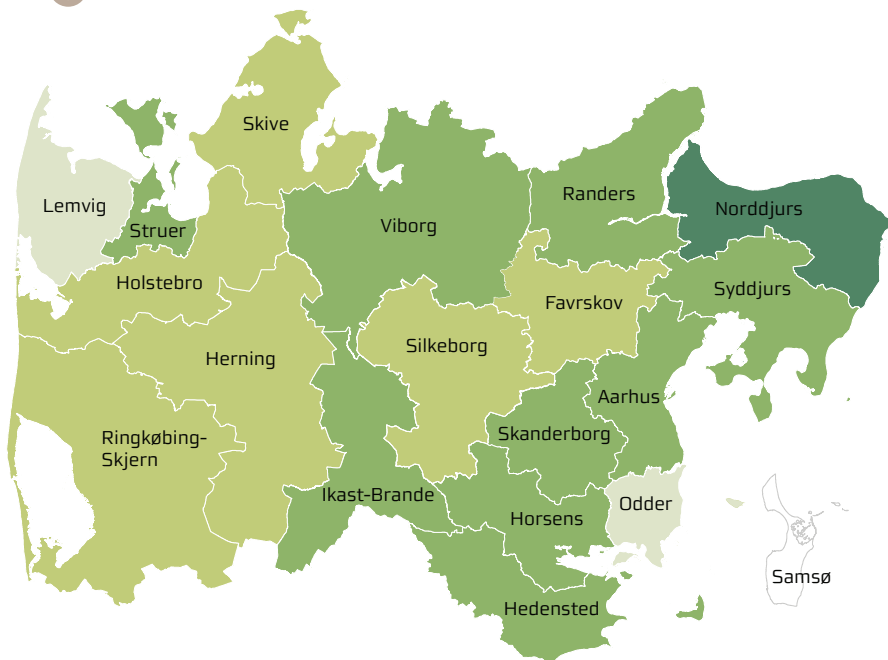 Skive
Lemvig
Struer
Viborg
Randers
Norddjurs
Holstebro
Syddjurs
Favrskov
Herning
Silkeborg
Aarhus
Ringkøbing-
Skjern
Skanderborg
Ikast-Brande
Odder
Horsens
Samsø
Hedensted